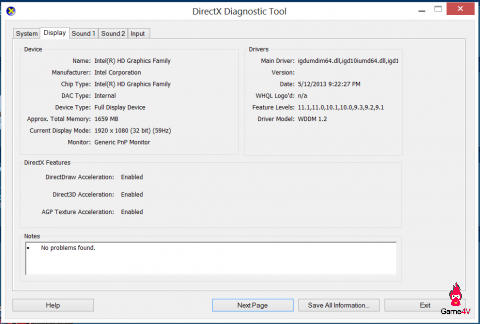 DirectX Diagnostic Tool
System Display Sound 1 Sound 2 Input
Device
Name: Intel(R) HD Graphics Family
Manufacturer: Intel Corporation
Chip Type: Intel(R) HD Graphics Family
DAC Type: Internal
Device Type: Full Display Device
Approx. Total Memory: 1659 MB
Current Display Mode: 1920 x 1080 (32 bit) (59Hz)
Monitor: Generic PnP Monitor
Drivers
Main Driver: igdumdim64.dll,igd10iumd64.dll,igd1
Version:
Date: 5/12/2013 9:22:27 PM
WHQL Logo'd: n/a
Feature Levels: 11.1,11.0,10.1,10.0,9.3,9.2,9.1
Driver Model: WDDM 1.2
DirectX Features
DirectDraw Acceleration: Enabled
Direct3D Acceleration: Enabled
AGP Texture Acceleration: Enabled
Notes
• No problems found.
Help Next Page Save All Information... Exit
Game4V